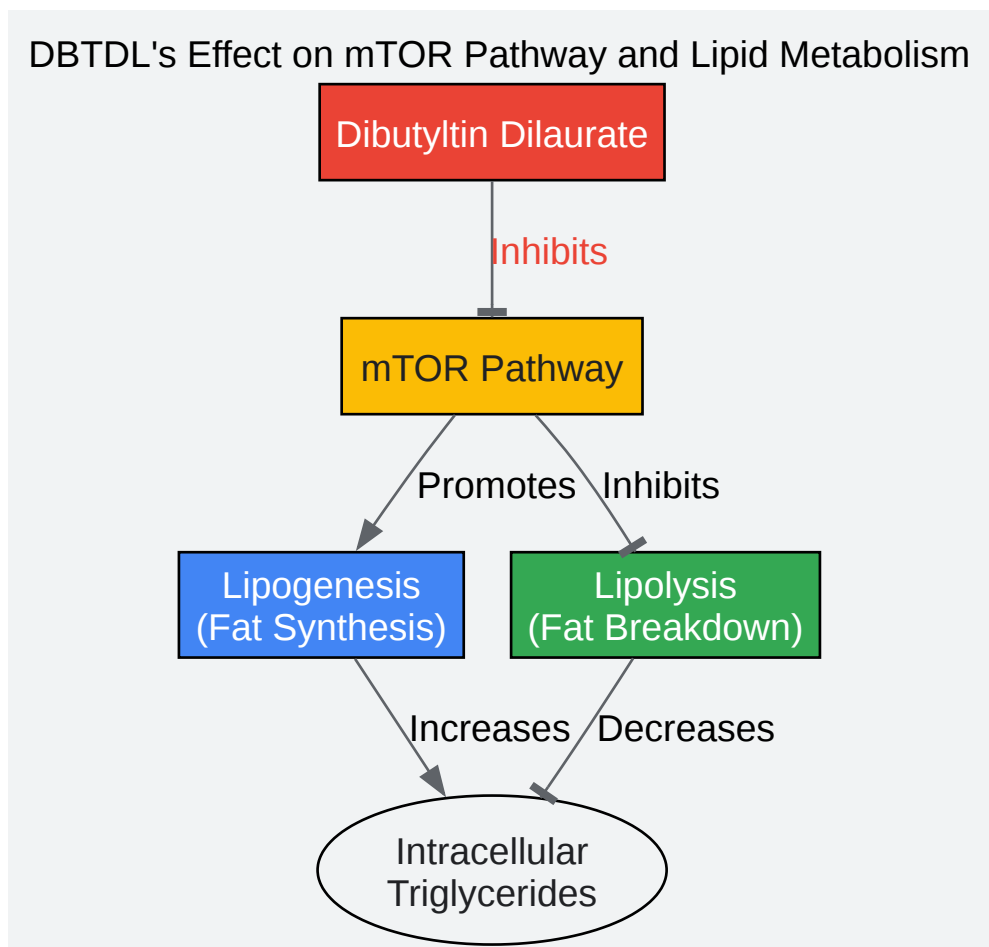 DBTDL's Effect on mTOR Pathway and Lipid Metabolism
Dibutyltin Dilaurate
Inhibits
mTOR Pathway
Promotes
Inhibits
Lipogenesis
(Fat Synthesis)
Lipolysis
(Fat Breakdown)
Increases
Decreases
Intracellular
Triglycerides